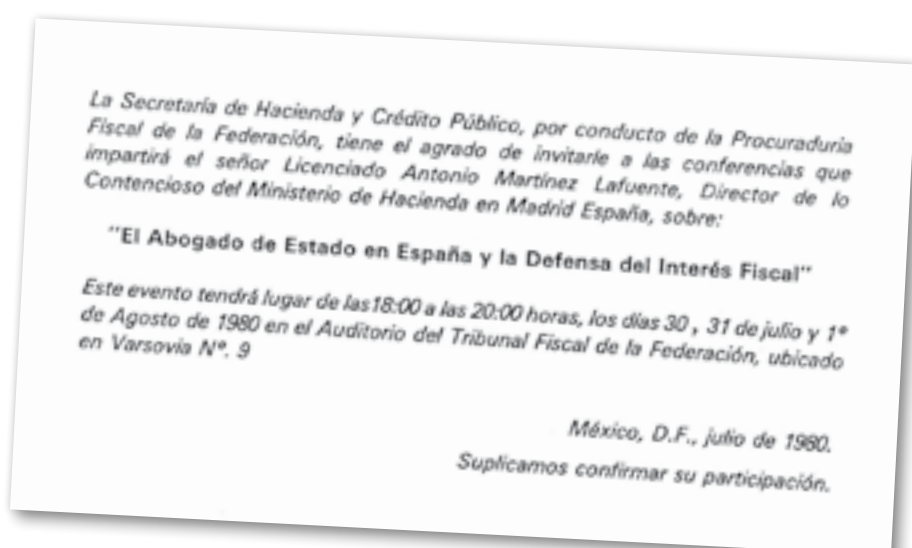 La Secretaría de Hacienda y Crédito Público, por conducto de la Procuraduría
Fiscal de la Federación, tiene el agrado de invitarle a las conferencias que
impartirá el señor Licenciado Antonio Martínez Lafuente, Director de lo
Contencioso del Ministerio de Hacienda en Madrid España, sobre:
"El Abogado de Estado en España y la Defensa del Interés Fiscal"
Este evento tendrá lugar de las18:00 a las 20:00 horas, los días 30 , 31 de julio y 1°
de Agosto de 1980 en el Auditorio del Tribunal Fiscal de la Federación, ubicado
en Varsovia N°. 9
México, D.F., julio de 1980.
Suplicamos confirmar su participación.